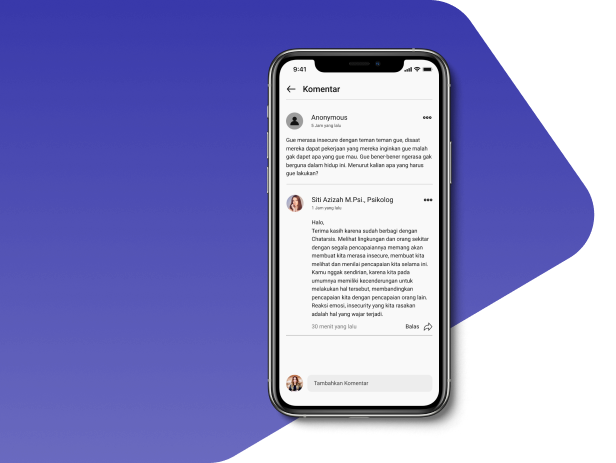 9:41
Komentar
Anonymous
5 Jam yang lalu
Gue merasa insecure dengan teman teman gue, disaat
mereka dapat pekerjaan yang mereka inginkan gue malah
gak dapet apa yang gue mau. Gue bener-bener ngerasa gak
berguna dalam hidup ini. Menurut kalian apa yang harus
gue lakukan?
Siti Azizah M.Psi., Psikolog
1 Jam yang lalu
Halo,
Terima kasih karena sudah berbagi dengan
Chatarsis. Melihat lingkungan dan orang sekitar
dengan segala pencapaiannya memang akan
membuat kita merasa insecure, membuat kita
melihat dan menilai pencapaian kita selama ini.
Kamu nggak sendirian, karena kita pada
umumnya memiliki kecenderungan untuk
melakukan hal tersebut, membandingkan
pencapaian kita dengan pencapaian orang lain.
Reaksi emosi, insecurity yang kita rasakan
adalah hal yang wajar terjadi.
30 menit yang lalu
Balas
Tambahkan Komentar